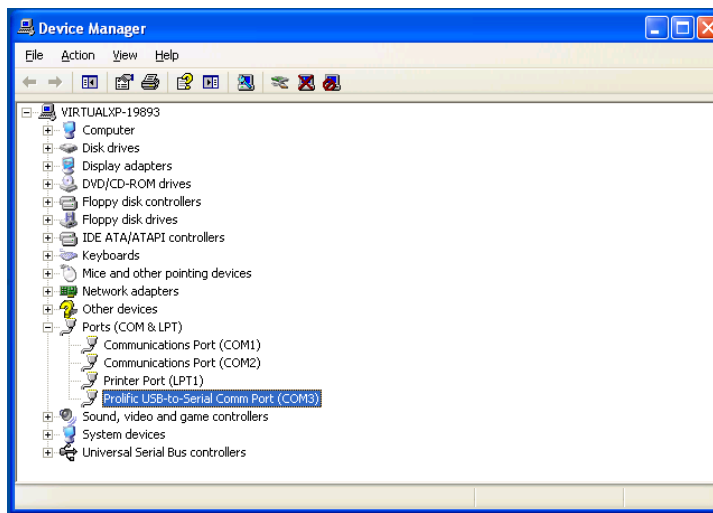 Device Manager
File Action View Help
VIRTUALXP-19893
Computer
Disk drives
Display adapters
DVD/CD-ROM drives
Floppy disk controllers
Floppy disk drives
IDE ATA/ATAPI controllers
Keyboards
Mice and other pointing devices
Network adapters
Other devices
Ports (COM & LPT)
Communications Port (COM1)
Communications Port (COM2)
Printer Port (LPT1)
Prolific USB-to-Serial Comm Port (COM3)
Sound, video and game controllers
System devices
Universal Serial Bus controllers